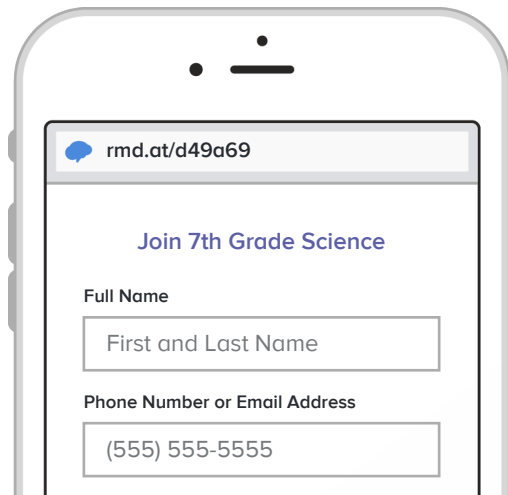 rmd.at/d49a69
Join 7th Grade Science
Full Name
First and Last Name
Phone Number or Email Address
(555) 555-5555